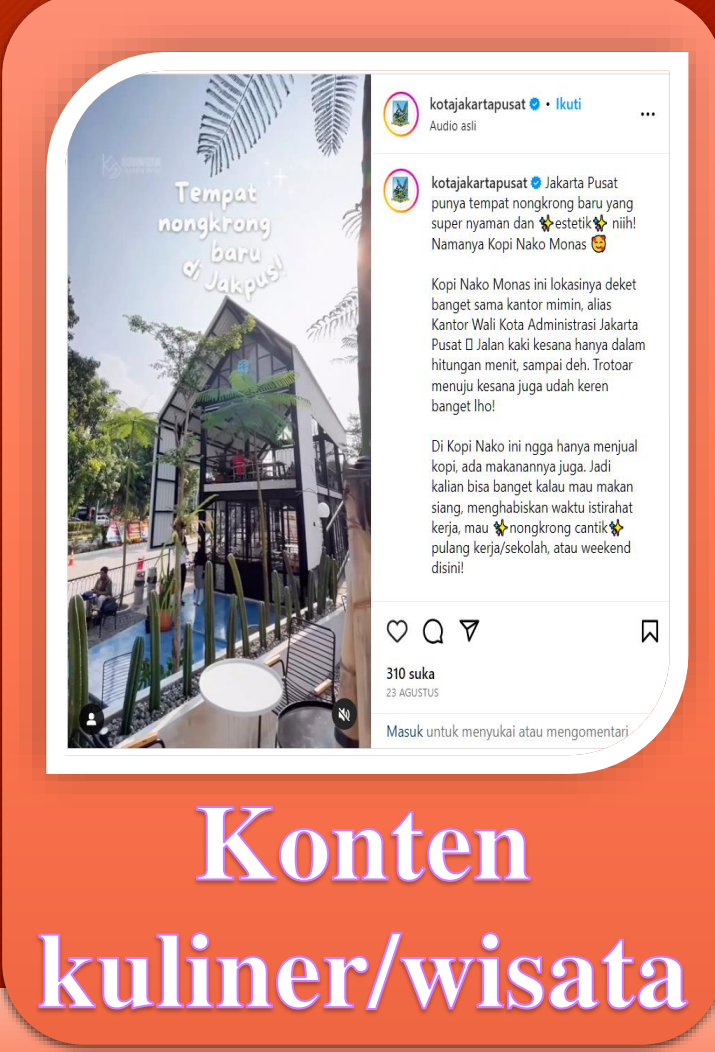 Tempat
nongkrong
baru
di Jakpus!
kotajakartapusat • Ikuti
Audio asli
kotajakartapusat Jakarta Pusat
punya tempat nongkrong baru yang
super nyaman dan ✨estetik✨ niih!
Namanya Kopi Nako Monas 🥰
Kopi Nako Monas ini lokasinya deket
banget sama kantor mimin, alias
Kantor Wali Kota Administrasi Jakarta
Pusat ▯ Jalan kaki kesana hanya dalam
hitungan menit, sampai deh. Trotoar
menuju kesana juga udah keren
banget lho!
Di Kopi Nako ini ngga hanya menjual
kopi, ada makanannya juga. Jadi
kalian bisa banget kalau mau makan
siang, menghabiskan waktu istirahat
kerja, mau ✨nongkrong cantik✨
pulang kerja/sekolah, atau weekend
disini!
310 suka
23 AGUSTUS
Masuk untuk menyukai atau mengomentari
Konten
kuliner/wisata